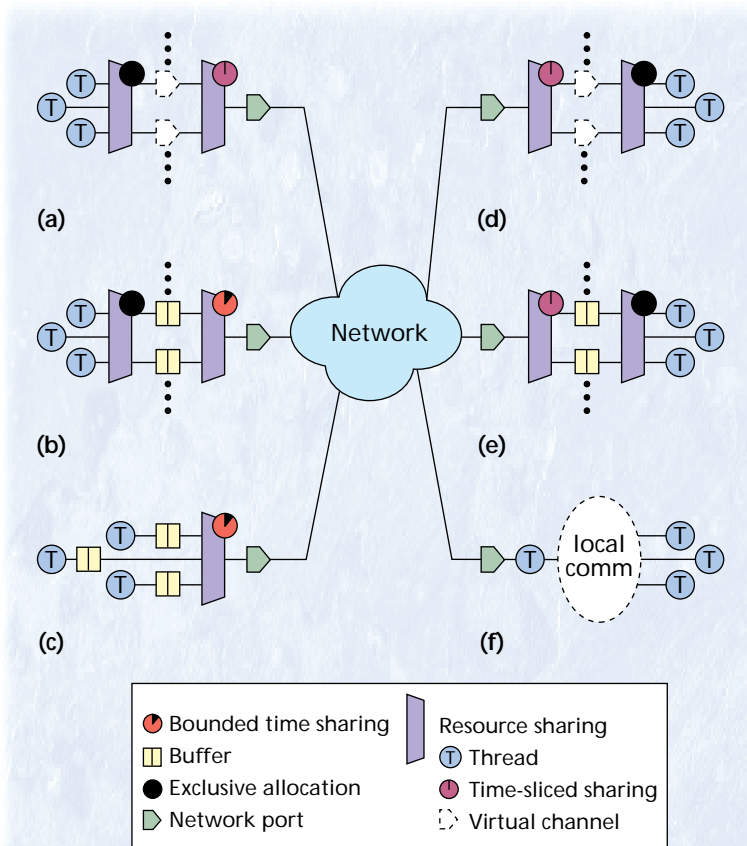 T
T
T
(a)
T
T
T
(d)
T
T
T
(b)
Network
T
T
T
(e)
T
T
T
(c)
T
local
comm
T
T
T
(f)
Bounded time sharing
Buffer
Exclusive allocation
Network port
Resource sharing
T Thread
Time-sliced sharing
Virtual channel